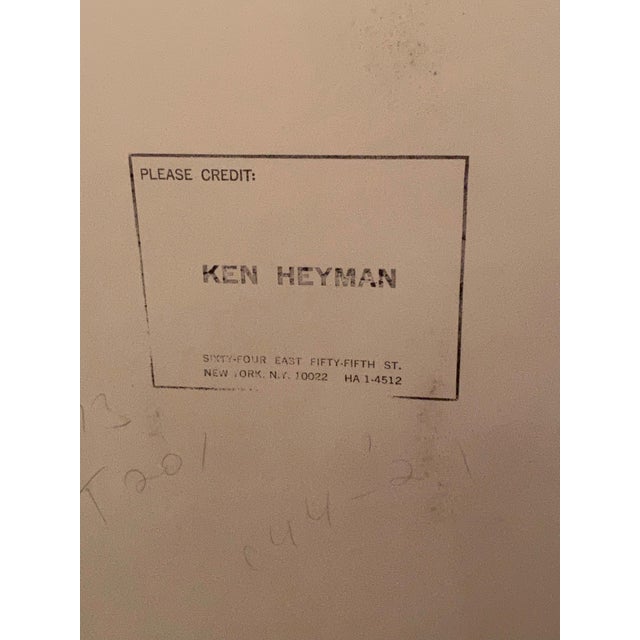 PLEASE CREDIT:
KEN HEYMAN
SIXTY-FOUR EAST FIFTY-FIFTH ST.
NEW YORK, N.Y. 10022 HA 1-4512
T201